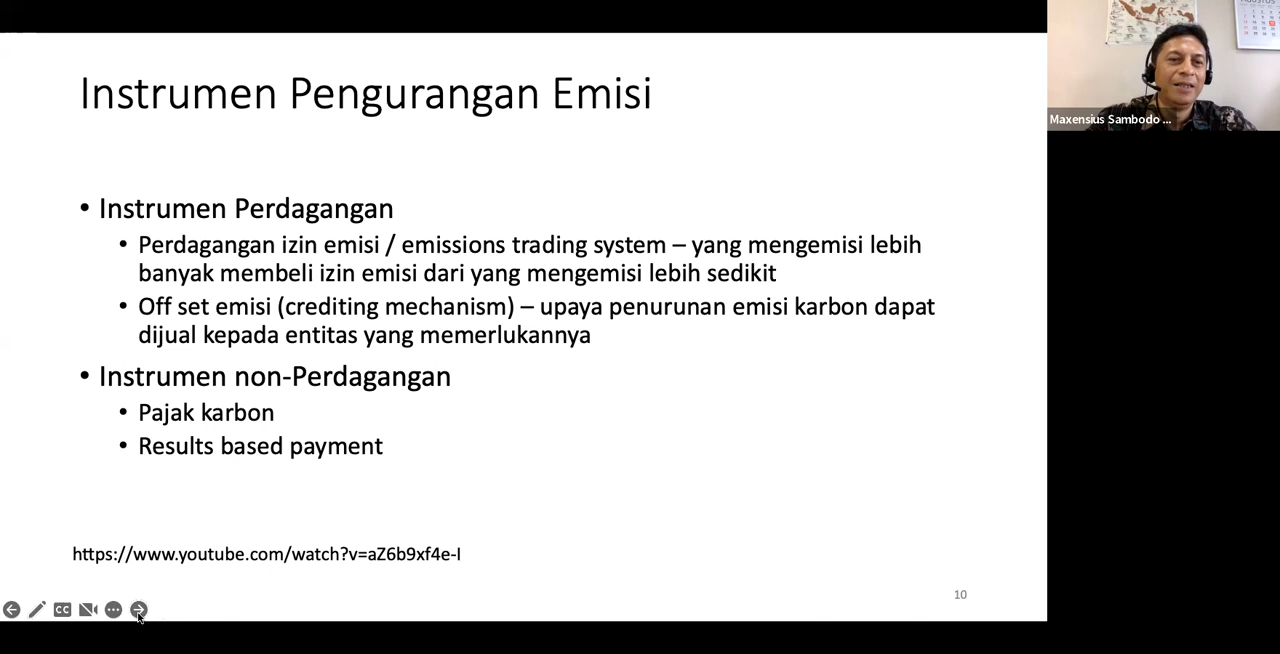 Instrumen Pengurangan Emisi
• Instrumen Perdagangan
• Perdagangan izin emisi / emissions trading system – yang mengemisi lebih
banyak membeli izin emisi dari yang mengemisi lebih sedikit
• Off set emisi (crediting mechanism) – upaya penurunan emisi karbon dapat
dijual kepada entitas yang memerlukannya
• Instrumen non-Perdagangan
• Pajak karbon
• Results based payment
https://www.youtube.com/watch?v=aZ6b9xf4e-I
10
CC
Maxensius Sambodo ...